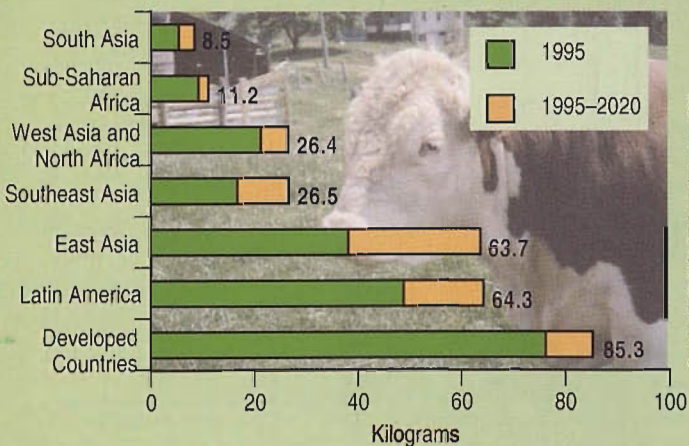 South Asia
8.5
Sub-Saharan
Africa
11.2
West Asia and
North Africa
26.4
Southeast Asia
26.5
East Asia
63.7
Latin America
64.3
Developed
Countries
85.3
1995
1995–2020
0 20 40 60 80 100
Kilograms